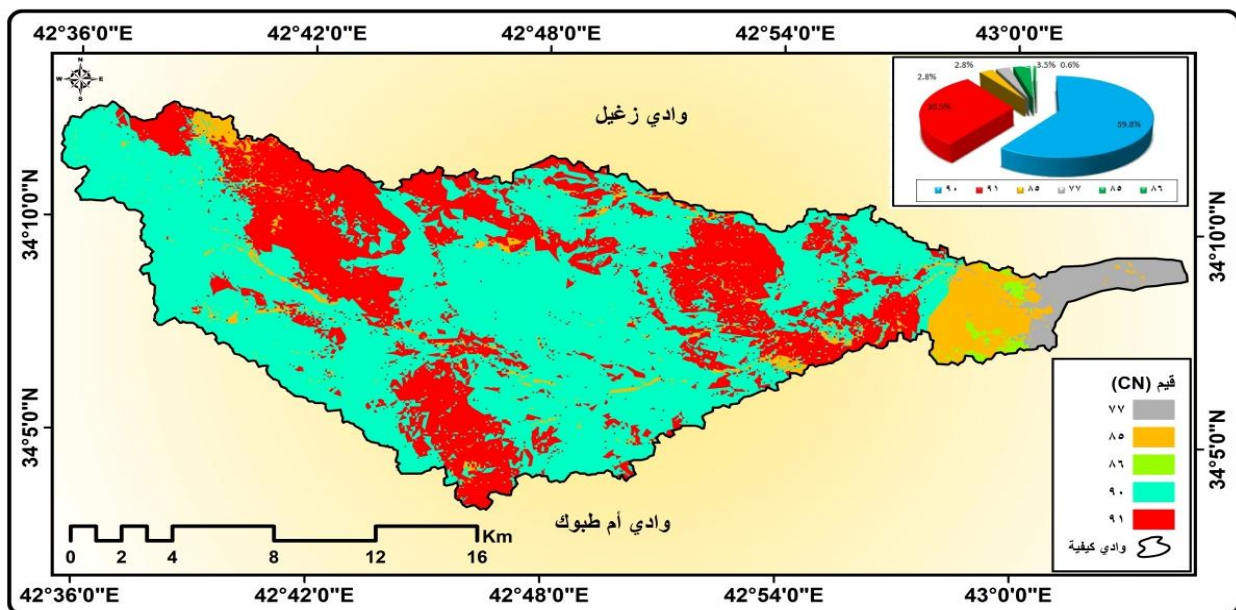 42°36'0"E 42°42'0"E 42°48'0"E 42°54'0"E 43°0'0"E
N
W E
S
2.8% 2.8% 3.5% 0.6%
30.5%
59.8%
٩٠ ٩١ ٨٥ ٧٧ ٨٥ ٨٦
وادي زغيل
34°10'0"N
34°10'0"N
34°5'0"N
34°5'0"N
قيم (CN)
٧٧
٨٥
٨٦
٩٠
٩١
وادي كيفية
وادي أم طبوك
Km
0 2 4 8 12 16
42°36'0"E 42°42'0"E 42°48'0"E 42°54'0"E 43°0'0"E